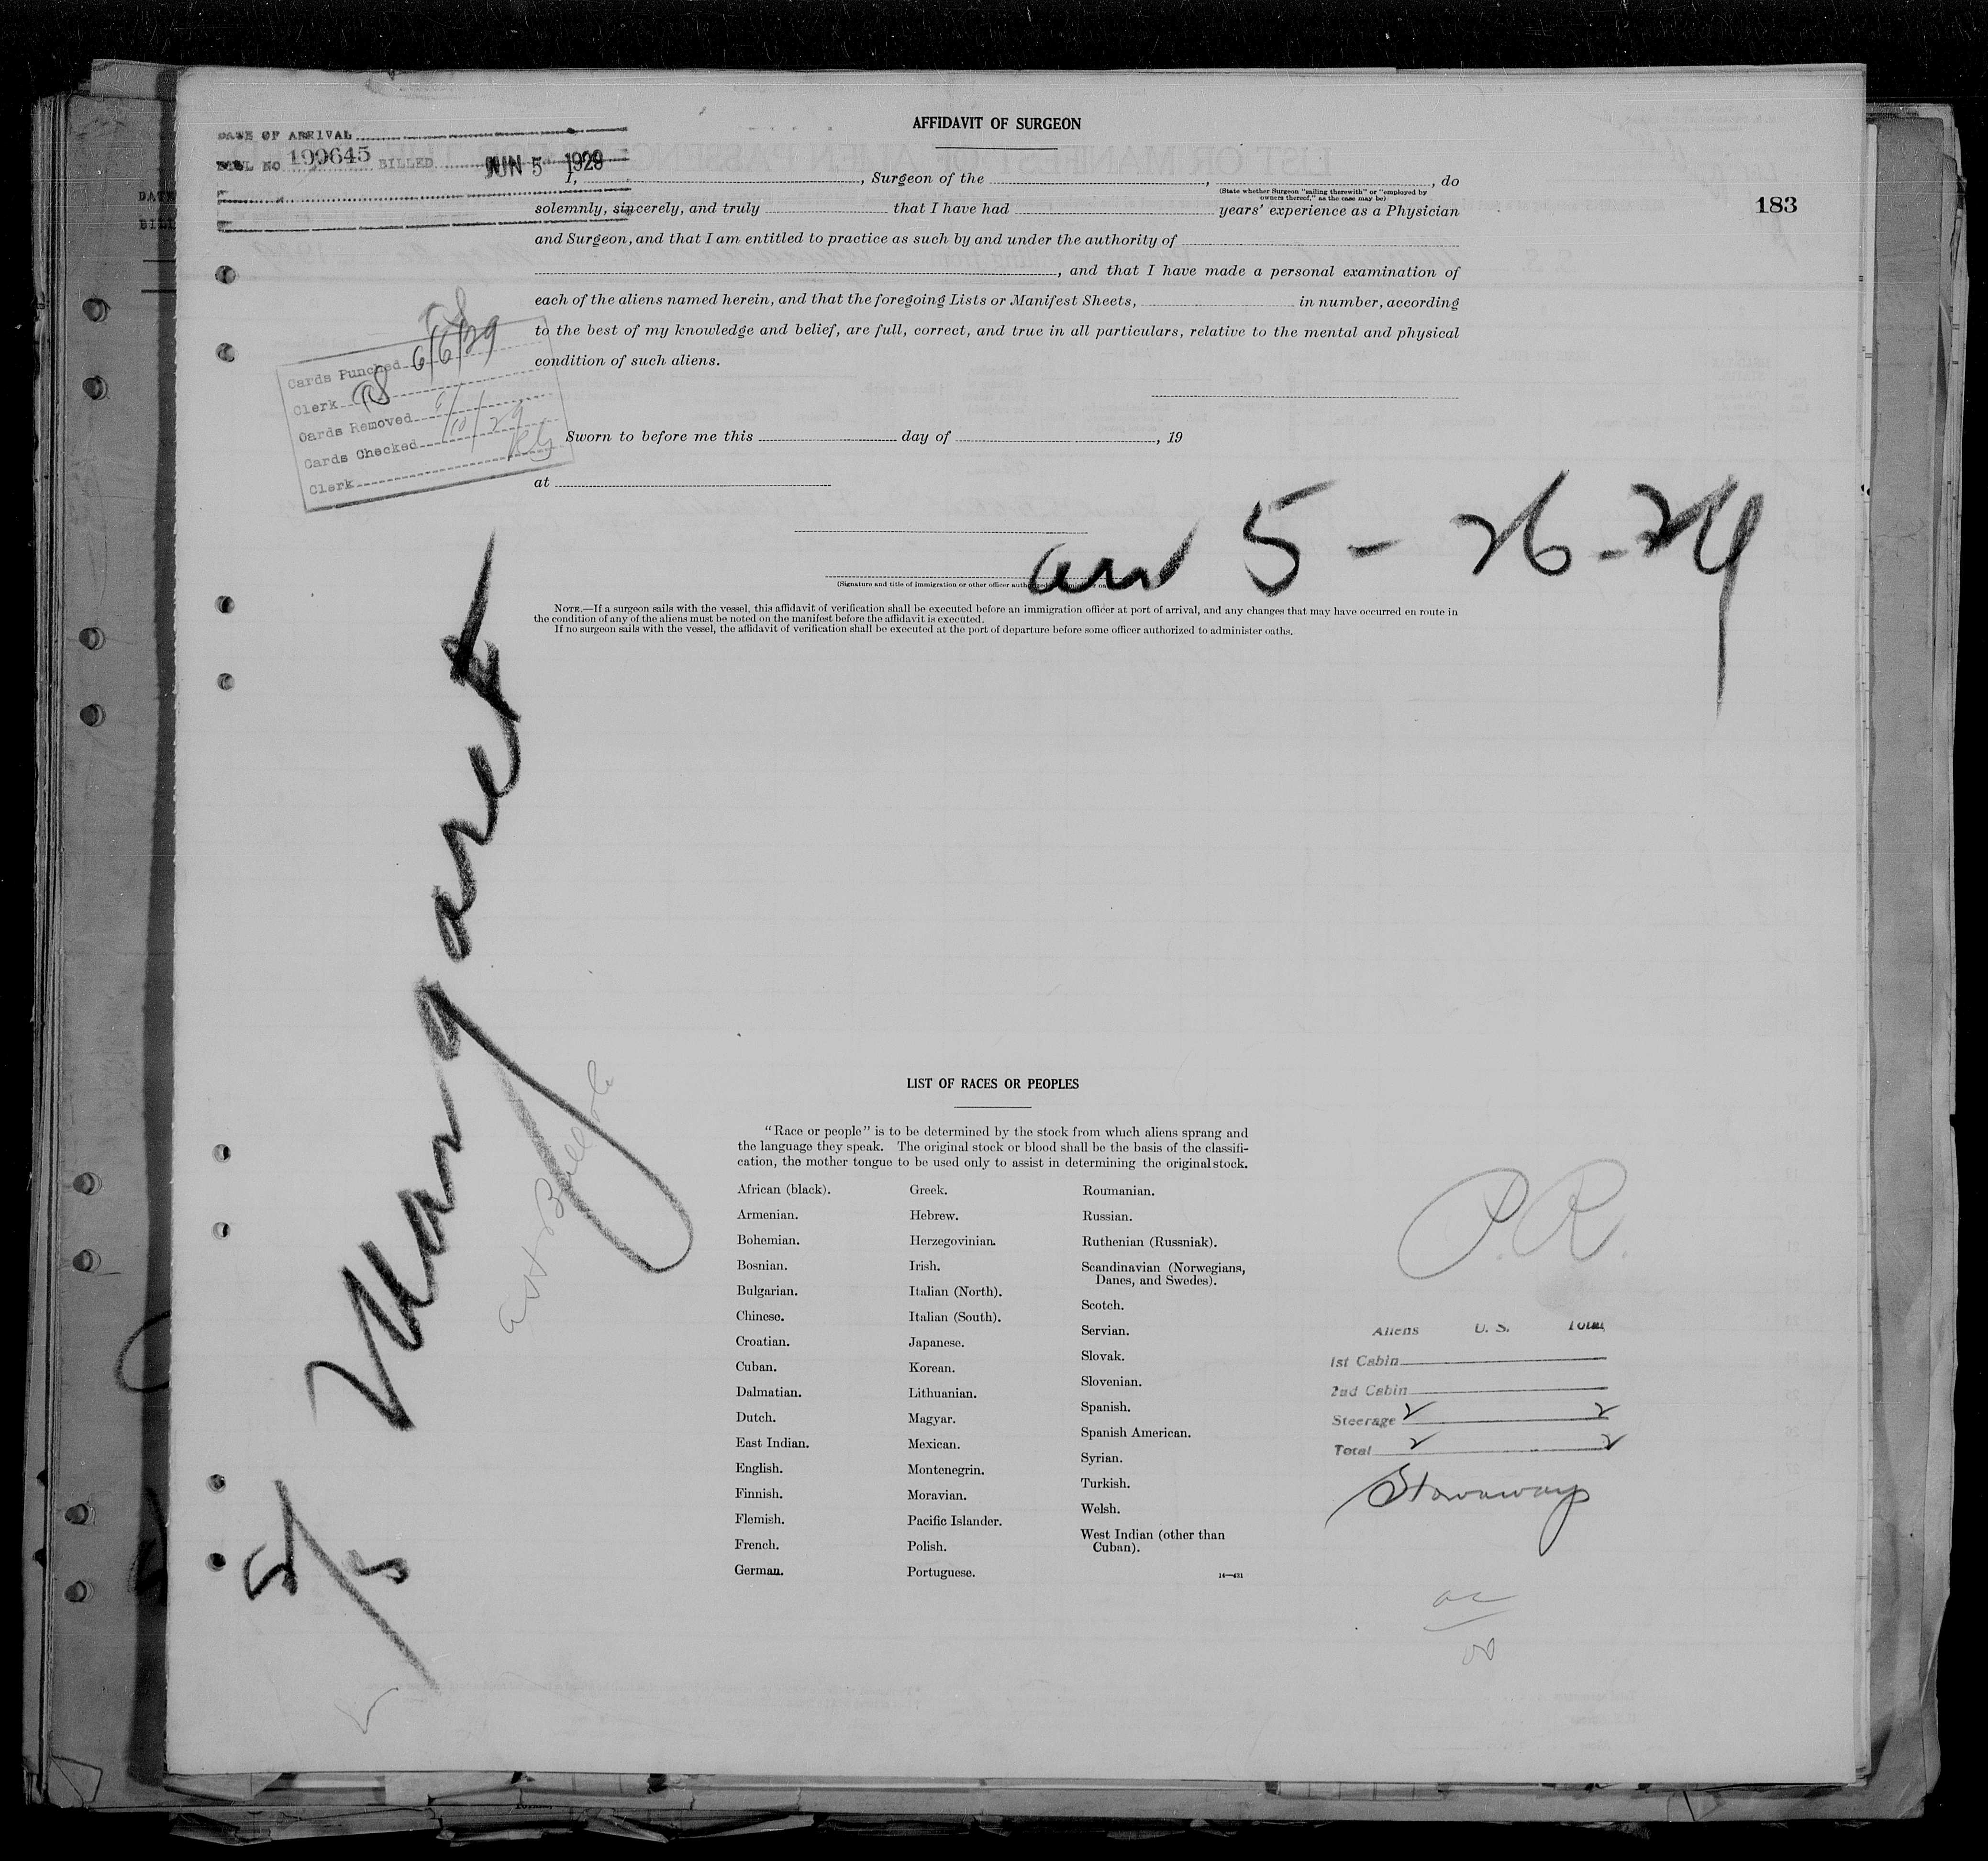 AFFIDAVIT OF SURGEON
DATE OF ARRIVAL
BILL NO 190645 BILLED JUN 5 1929
183
I, , Surgeon of the , , do
(State whether Surgeon "sailing therewith" or "employed by
owners thereof," as the case may be)
solemnly, sincerely, and truly that I have had years' experience as a Physician
and Surgeon, and that I am entitled to practice as such by and under the authority of
, and that I have made a personal examination of
each of the aliens named herein, and that the foregoing Lists or Manifest Sheets, in number, according
to the best of my knowledge and belief, are full, correct, and true in all particulars, relative to the mental and physical
condition of such aliens.
Cards Punched 6/6/29
Clerk
Cards Removed
Cards Checked
Clerk
Sworn to before me this day of , 19
at
arr 5-26-29
(Signature and title of immigration or other officer
NOTE.—If a surgeon sails with the vessel, this affidavit of verification shall be executed before an immigration officer at port of arrival, and any changes that may have occurred en route in
the condition of any of the aliens must be noted on the manifest before the affidavit is executed.
If no surgeon sails with the vessel, the affidavit of verification shall be executed at the port of departure before some officer authorized to administer oaths.
Margaret
LIST OF RACES OR PEOPLES
"Race or people" is to be determined by the stock from which aliens sprang and
the language they speak. The original stock or blood shall be the basis of the classifi-
cation, the mother tongue to be used only to assist in determining the original stock.
African (black).
Armenian.
Bohemian.
Bosnian.
Bulgarian.
Chinese.
Croatian.
Cuban.
Dalmatian.
Dutch.
East Indian.
English.
Finnish.
Flemish.
French.
German.
Greek.
Hebrew.
Herzegovinian.
Irish.
Italian (North).
Italian (South).
Japanese.
Korean.
Lithuanian.
Magyar.
Mexican.
Montenegrin.
Moravian.
Pacific Islander.
Polish.
Portuguese.
Roumanian.
Russian.
Ruthenian (Russniak).
Scandinavian (Norwegians,
Danes, and Swedes).
Scotch.
Servian.
Slovak.
Slovenian.
Spanish.
Spanish American.
Syrian.
Turkish.
Welsh.
West Indian (other than
Cuban).
14—431
P.R.
Aliens U. S. Total
1st Cabin
2nd Cabin
Steerage 2 2
Total 2 2
Stowaways
S/S